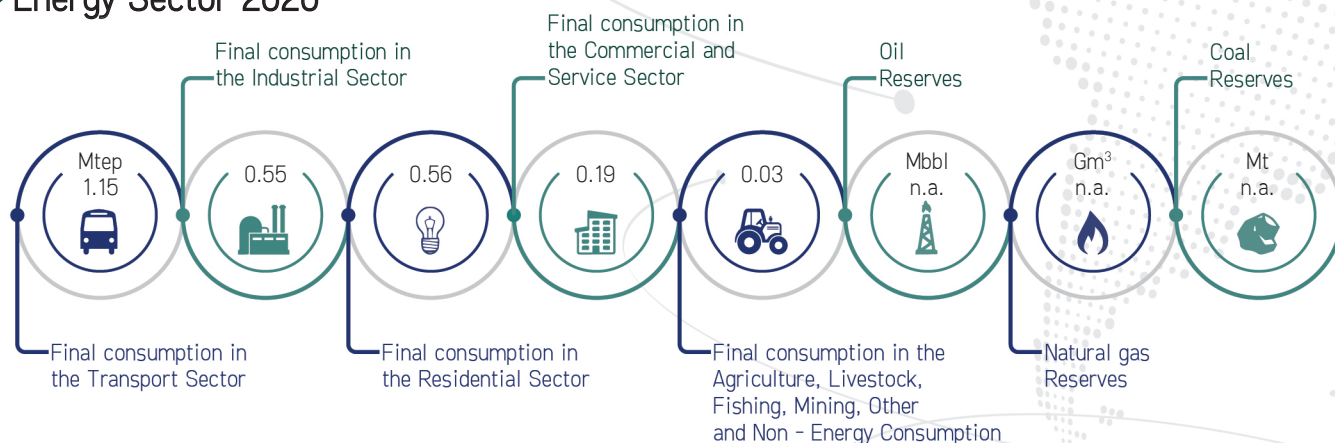 Energy Sector 2020
Final consumption in
the Industrial Sector
Final consumption in
the Commercial and
Service Sector
Oil
Reserves
Coal
Reserves
Mtep
1.15
0.55
0.56
0.19
0.03
Mbbl
n.a.
Gm³
n.a.
Mt
n.a.
Final consumption in
the Transport Sector
Final consumption in
the Residential Sector
Final consumption in the
Agriculture, Livestock,
Fishing, Mining, Other
and Non - Energy Consumption
Natural gas
Reserves